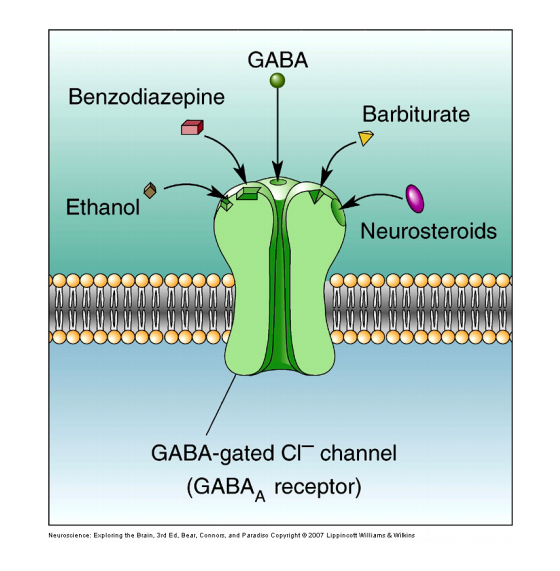 GABA
Benzodiazepine
Barbiturate
Ethanol
Neurosteroids
GABA-gated Cl⁻ channel
(GABA_A receptor)
Neuroscience: Exploring the Brain, 3rd Ed, Bear, Connors, and Paradiso Copyright © 2007 Lippincott Williams & Wilkins